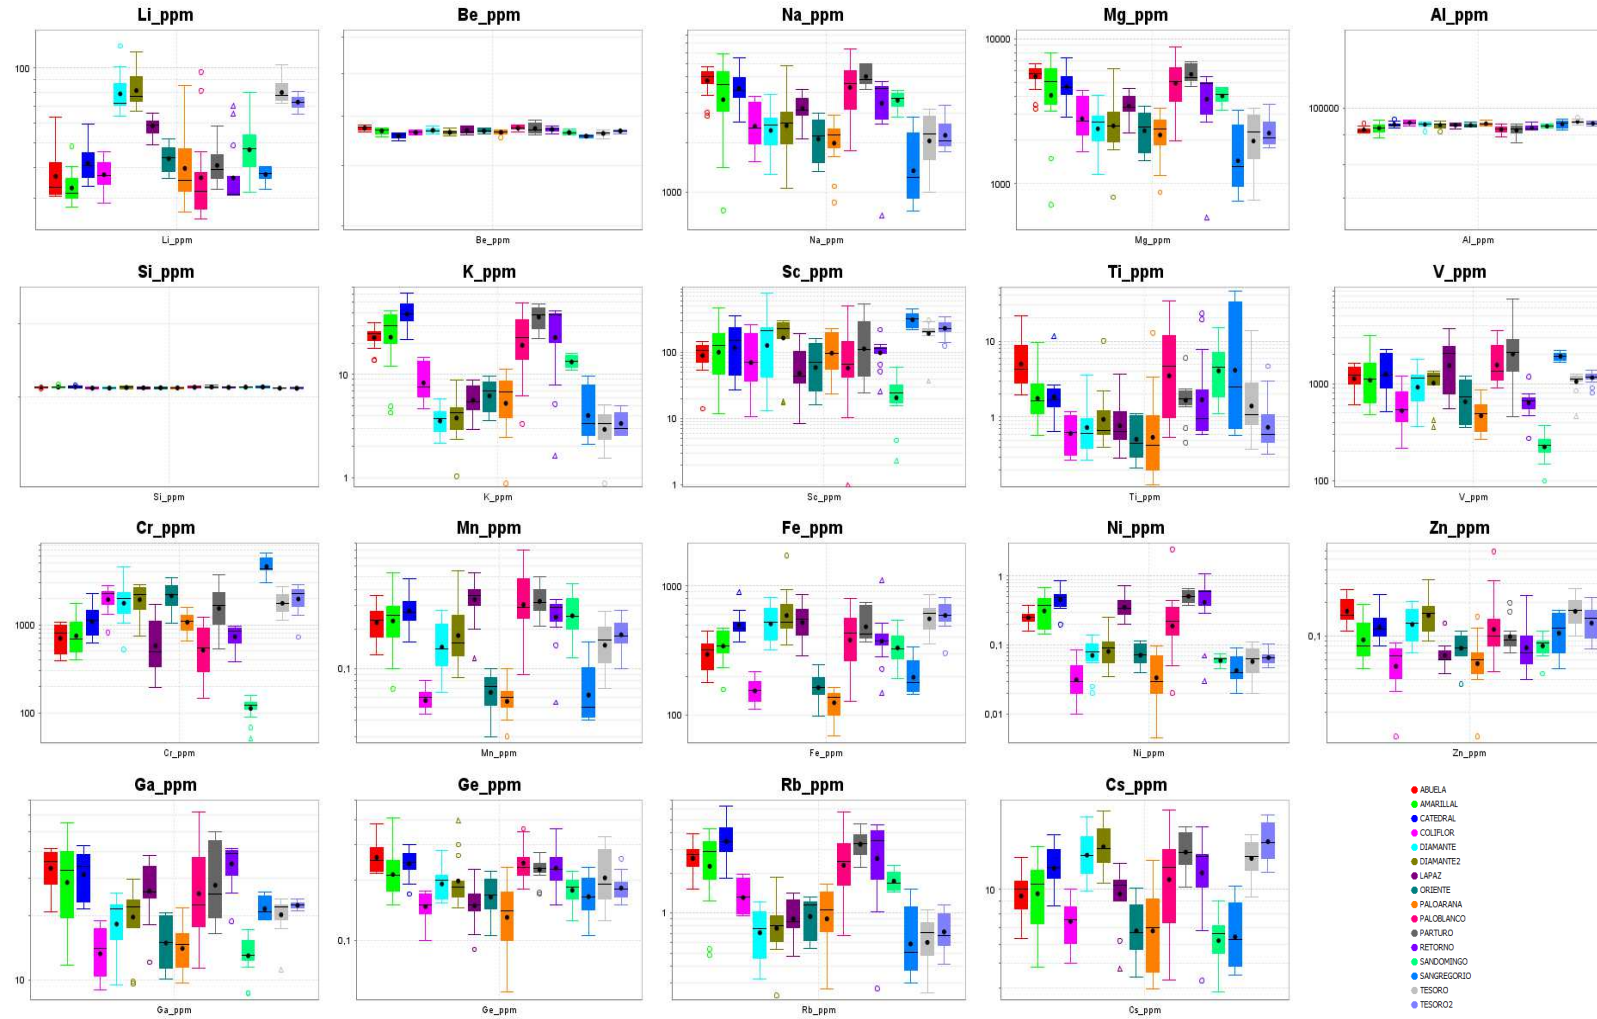 Li_ppm Be_ppm Na_ppm Mg_ppm Al_ppm
100
1000
10000
1000
100000
Li_ppm Be_ppm Na_ppm Mg_ppm Al_ppm
Si_ppm K_ppm Sc_ppm Ti_ppm V_ppm
10
1
100
10
1
10
1
1000
100
Si_ppm K_ppm Sc_ppm Ti_ppm V_ppm
Cr_ppm Mn_ppm Fe_ppm Ni_ppm Zn_ppm
1000
100
0,1
1000
100
1
0,1
0,01
0,1
Cr_ppm Mn_ppm Fe_ppm Ni_ppm Zn_ppm
Ga_ppm Ge_ppm Rb_ppm Cs_ppm
10
0,1
1
10
Ga_ppm Ge_ppm Rb_ppm Cs_ppm
ABUELA
AMARILLAL
CATEDRAL
COLIFLOR
DIAMANTE
DIAMANTE2
LAPAZ
ORIENTE
PALOARANA
PALOBLANCO
PARTURO
RETORNO
SANDOMINGO
SANGREGORIO
TESORO
TESORO2